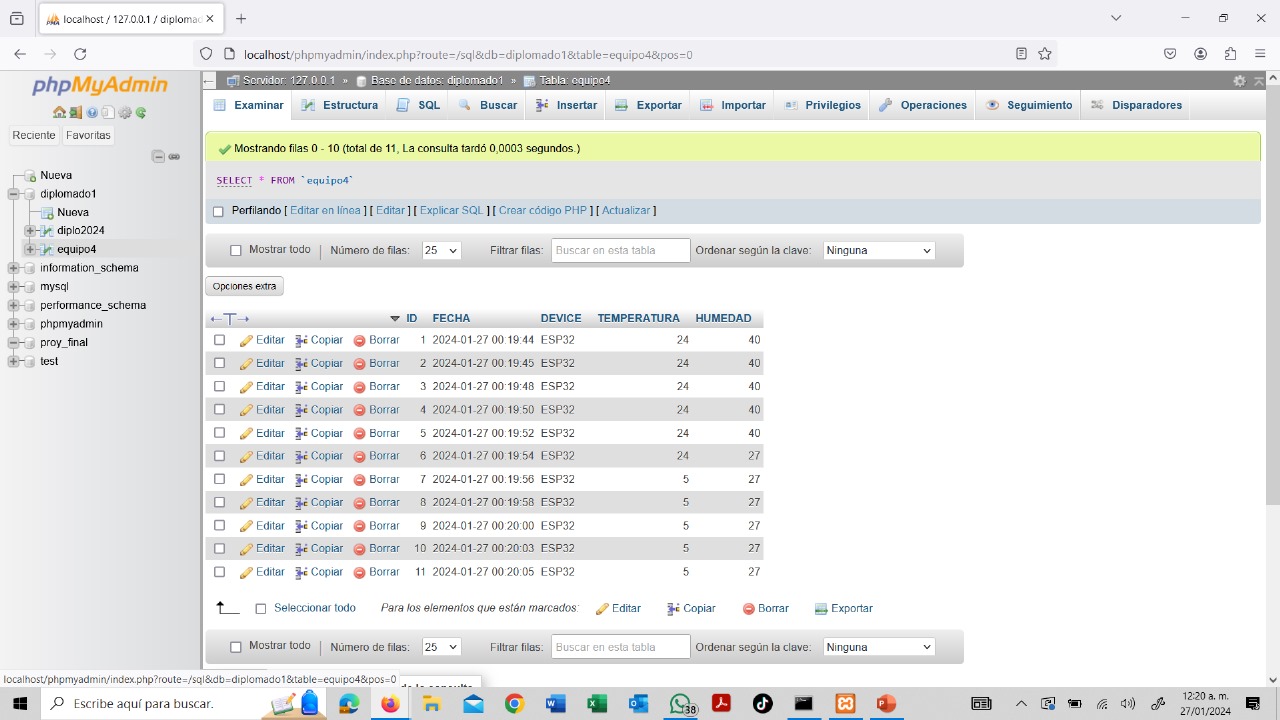 localhost / 127.0.0.1 / diplomad
localhost/phpmyadmin/index.php?route=/sql&db=diplomado1&table=equipo4&pos=0
phpMyAdmin
Reciente Favoritas
Nueva
diplomado1
Nueva
diplo2024
equipo4
information_schema
mysql
performance_schema
phpmyadmin
proy_final
test
Servidor: 127.0.0.1 » Base de datos: diplomado1 » Tabla: equipo4
Examinar Estructura SQL Buscar Insertar Exportar Importar Privilegios Operaciones Seguimiento Disparadores
Mostrando filas 0 - 10 (total de 11, La consulta tardó 0,0003 segundos.)
SELECT * FROM `equipo4`
Perfilando [ Editar en línea ] [ Editar ] [ Explicar SQL ] [ Crear código PHP ] [ Actualizar ]
Mostrar todo | Número de filas: 25 Filtrar filas: Buscar en esta tabla Ordenar según la clave: Ninguna
Opciones extra
←T→ ID FECHA DEVICE TEMPERATURA HUMEDAD
Editar Copiar Borrar 1 2024-01-27 00:19:44 ESP32 24 40
Editar Copiar Borrar 2 2024-01-27 00:19:45 ESP32 24 40
Editar Copiar Borrar 3 2024-01-27 00:19:48 ESP32 24 40
Editar Copiar Borrar 4 2024-01-27 00:19:50 ESP32 24 40
Editar Copiar Borrar 5 2024-01-27 00:19:52 ESP32 24 40
Editar Copiar Borrar 6 2024-01-27 00:19:54 ESP32 24 27
Editar Copiar Borrar 7 2024-01-27 00:19:56 ESP32 5 27
Editar Copiar Borrar 8 2024-01-27 00:19:58 ESP32 5 27
Editar Copiar Borrar 9 2024-01-27 00:20:00 ESP32 5 27
Editar Copiar Borrar 10 2024-01-27 00:20:03 ESP32 5 27
Editar Copiar Borrar 11 2024-01-27 00:20:05 ESP32 5 27
Seleccionar todo Para los elementos que están marcados: Editar Copiar Borrar Exportar
Mostrar todo | Número de filas: 25 Filtrar filas: Buscar en esta tabla Ordenar según la clave: Ninguna
localhost/phpmyadmin/index.php?route=/sql&db=diplomado1&table=equipo4&pos=0
Escribe aquí para buscar.
38
12:20 a. m.
27/01/2024